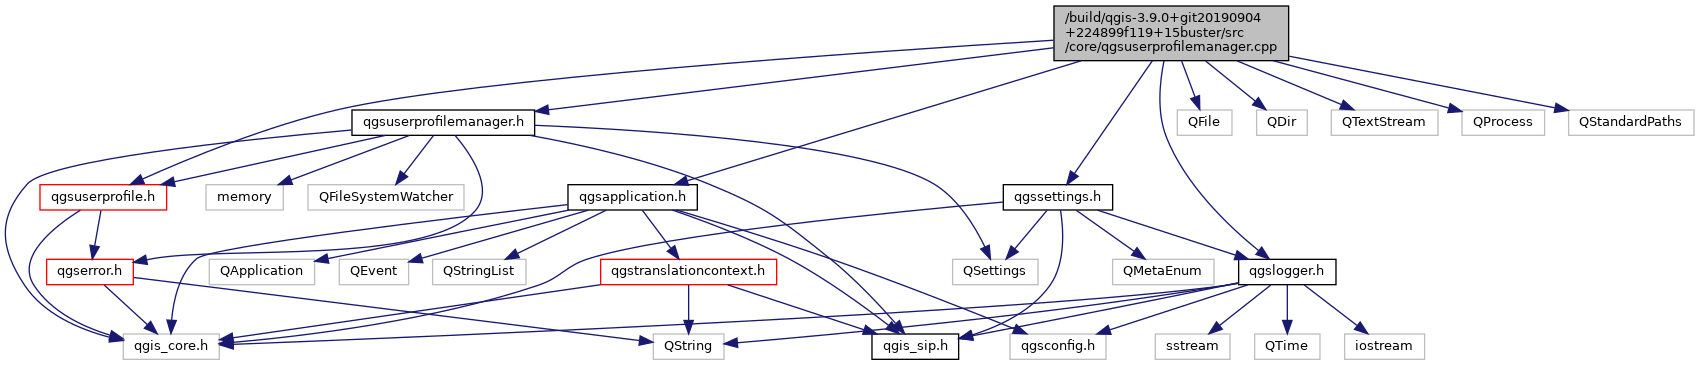 /build/qgis-3.9.0+git20190904
+224899f119+15buster/src
/core/qgsuserprofilemanager.cpp
qgsuserprofilemanager.h
QFile
QDir
QTextStream
QProcess
QStandardPaths
qgsuserprofile.h
memory
QFileSystemWatcher
qgsapplication.h
qgssettings.h
qgserror.h
QApplication
QEvent
QStringList
qgstranslationcontext.h
QSettings
QMetaEnum
qgslogger.h
qgis_core.h
QString
qgis_sip.h
qgsconfig.h
sstream
QTime
iostream